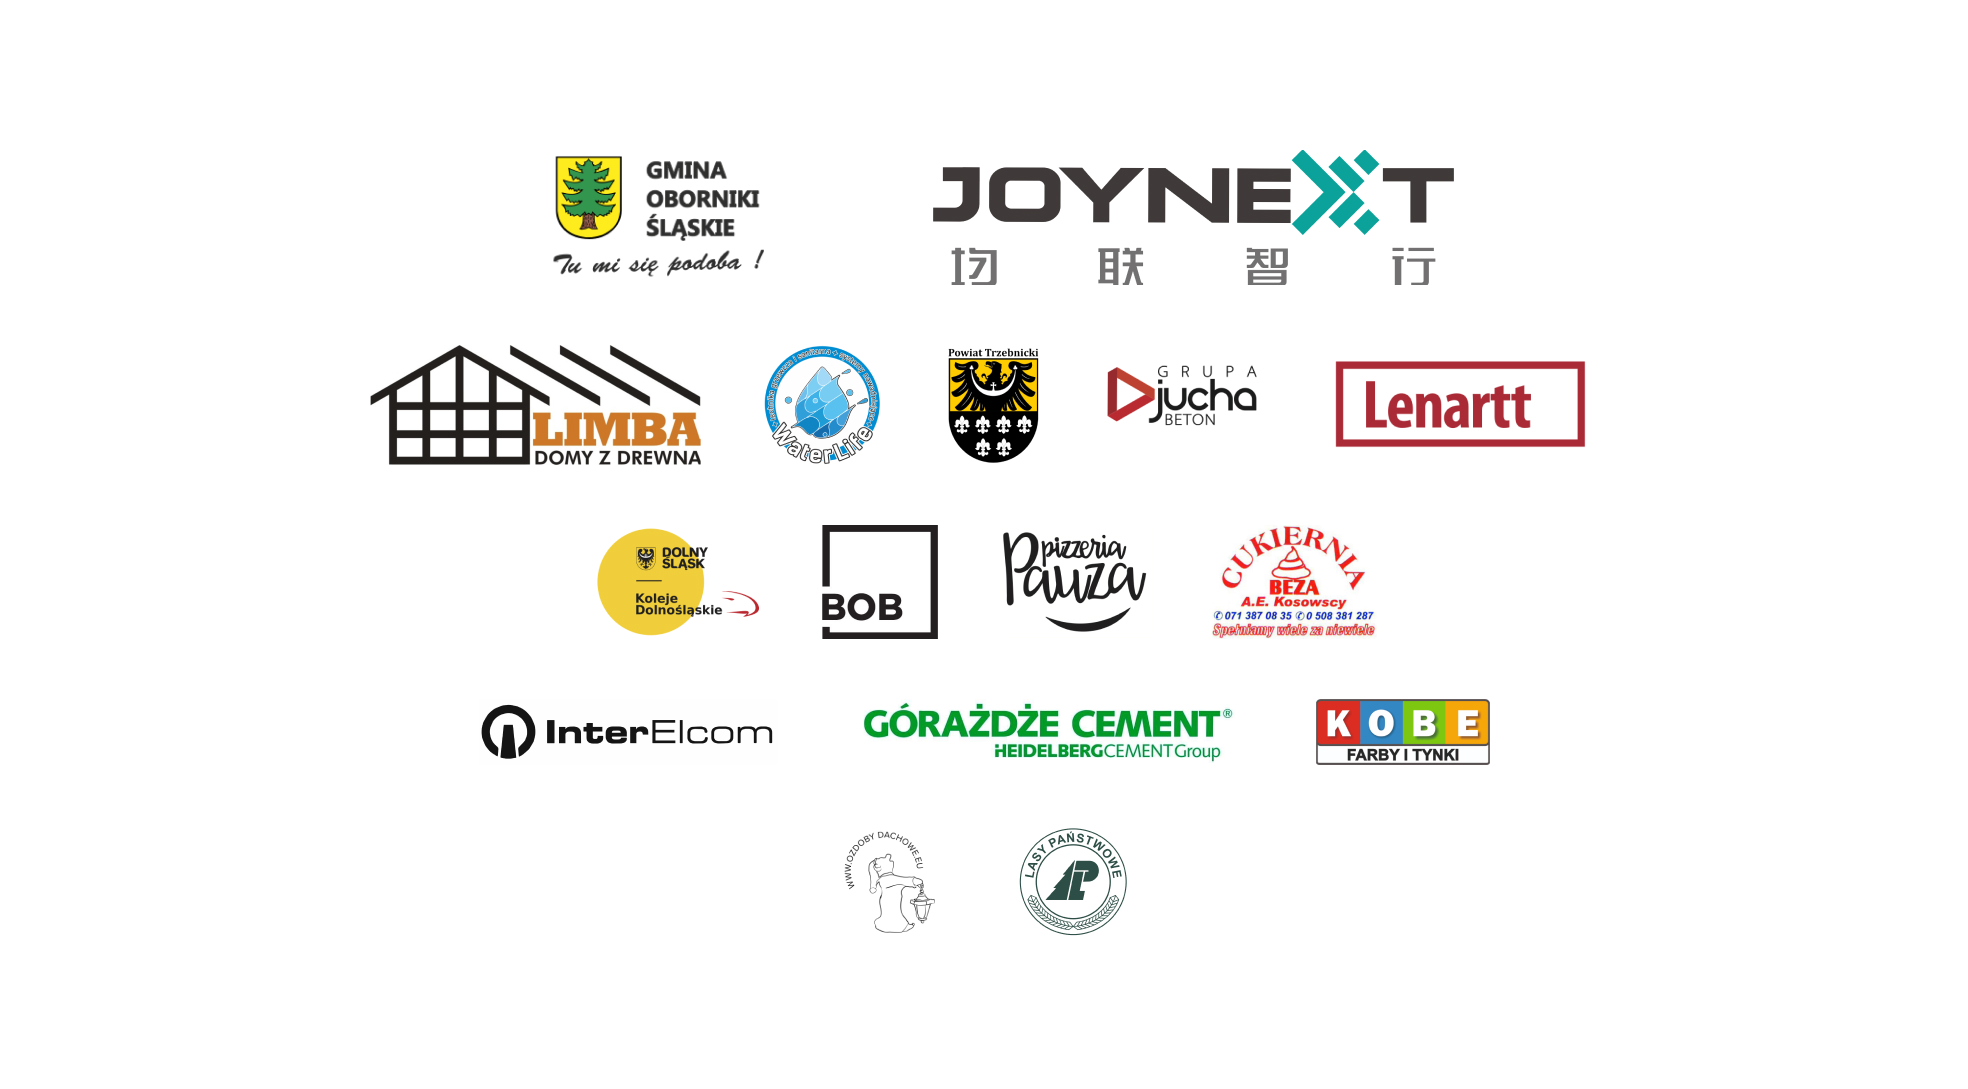 GMINA
OBORNIKI
ŚLĄSKIE
Tu mi się podoba !
JOYNEXT
均联智行
LIMBA
DOMY Z DREWNA
Water Life
Powiat Trzebnicki
GRUPA
jucha
BETON
Lenartt
DOLNY
ŚLĄSK
Koleje
Dolnośląskie
BOB
pizzeria
Pauza
CUKIERNIA
BEZA
A.E. Kosowscy
✆ 071 387 08 35 ✆ 0 508 381 287
Spełniamy wiele za niewiele
InterElcom
GÓRAŻDŻE CEMENT®
HEIDELBERGCEMENT Group
KOBE
FARBY I TYNKI
WWW.OZDOBY DACHOWE.EU
LASY PAŃSTWOWE
LP